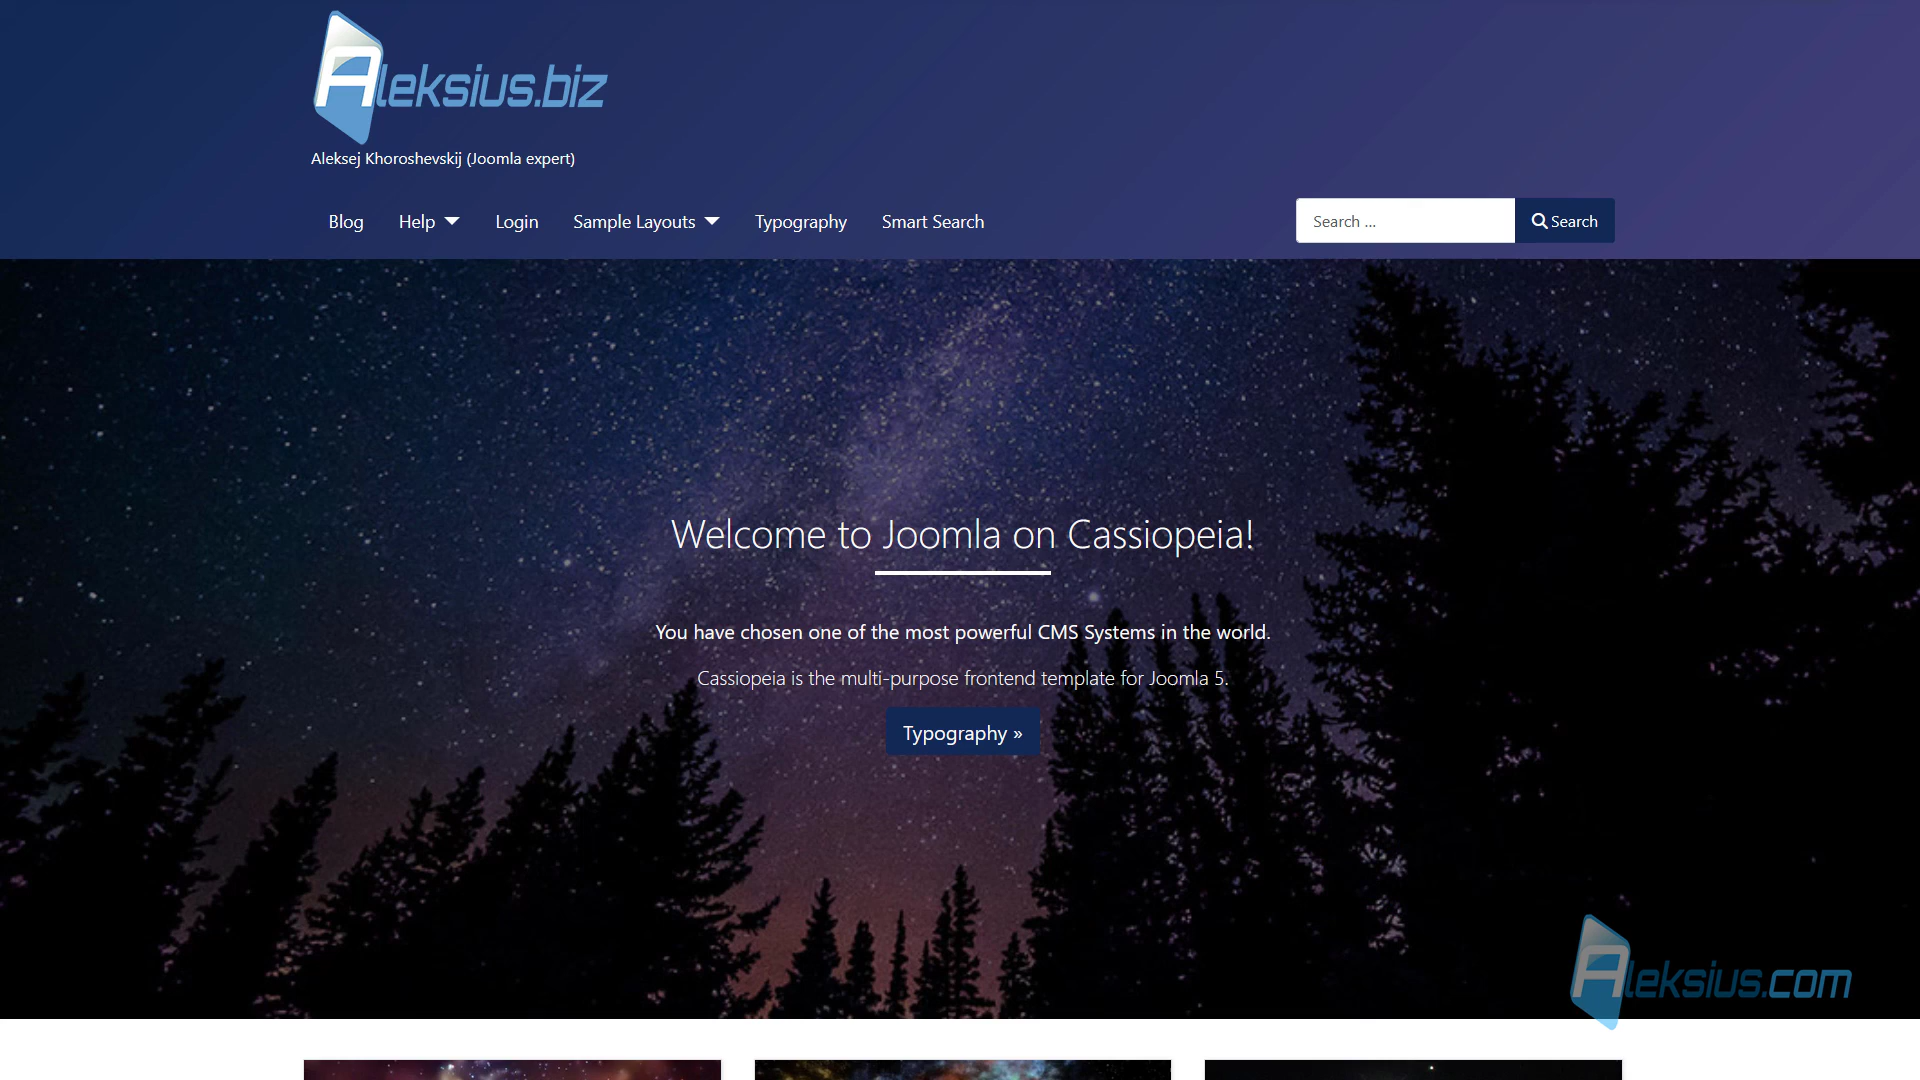 Aleksius.biz
Aleksej Khoroshevskij (Joomla expert)
Blog Help Login Sample Layouts Typography Smart Search Search ... Search
Welcome to Joomla on Cassiopeia!
You have chosen one of the most powerful CMS Systems in the world.
Cassiopeia is the multi-purpose frontend template for Joomla 5.
Typography »
Aleksius.com